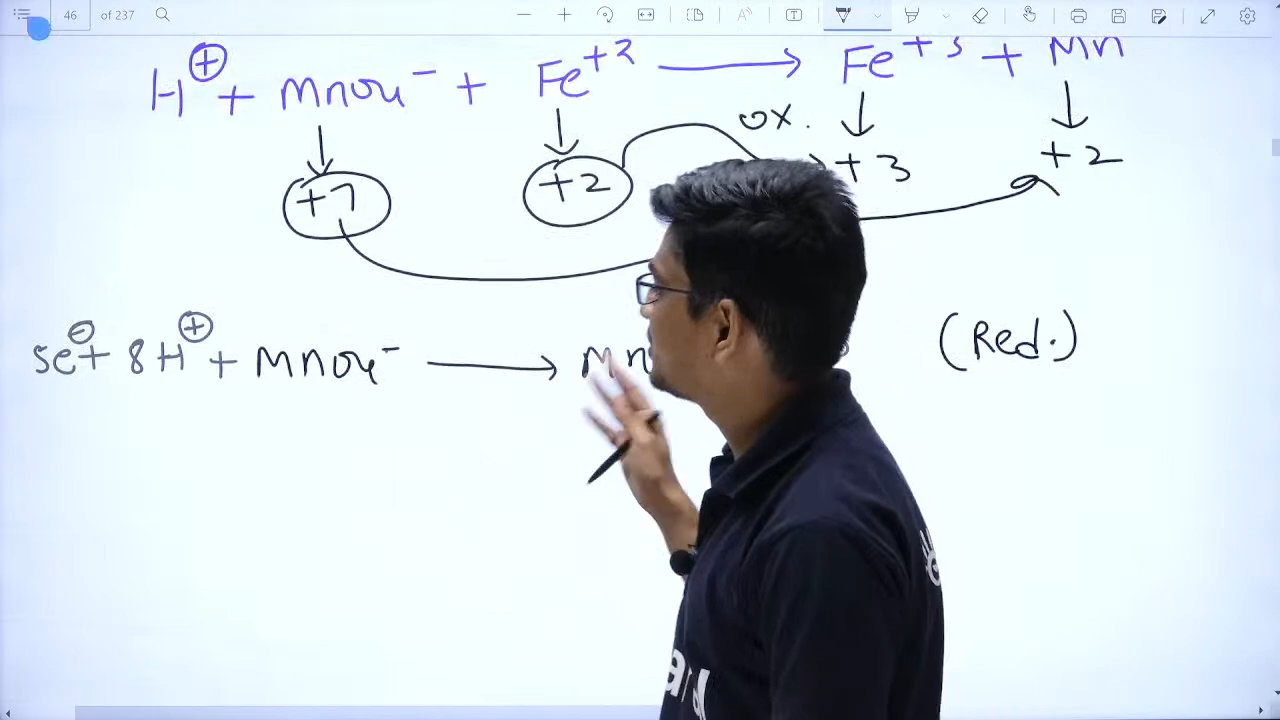 46 of 237
H⊕ + MnO4⁻ + Fe+2 → Fe+3 + Mn
ox.
+7 +2 +3 +2
5e⊖ + 8H⊕ + MnO4⁻ → Mn (Red.)